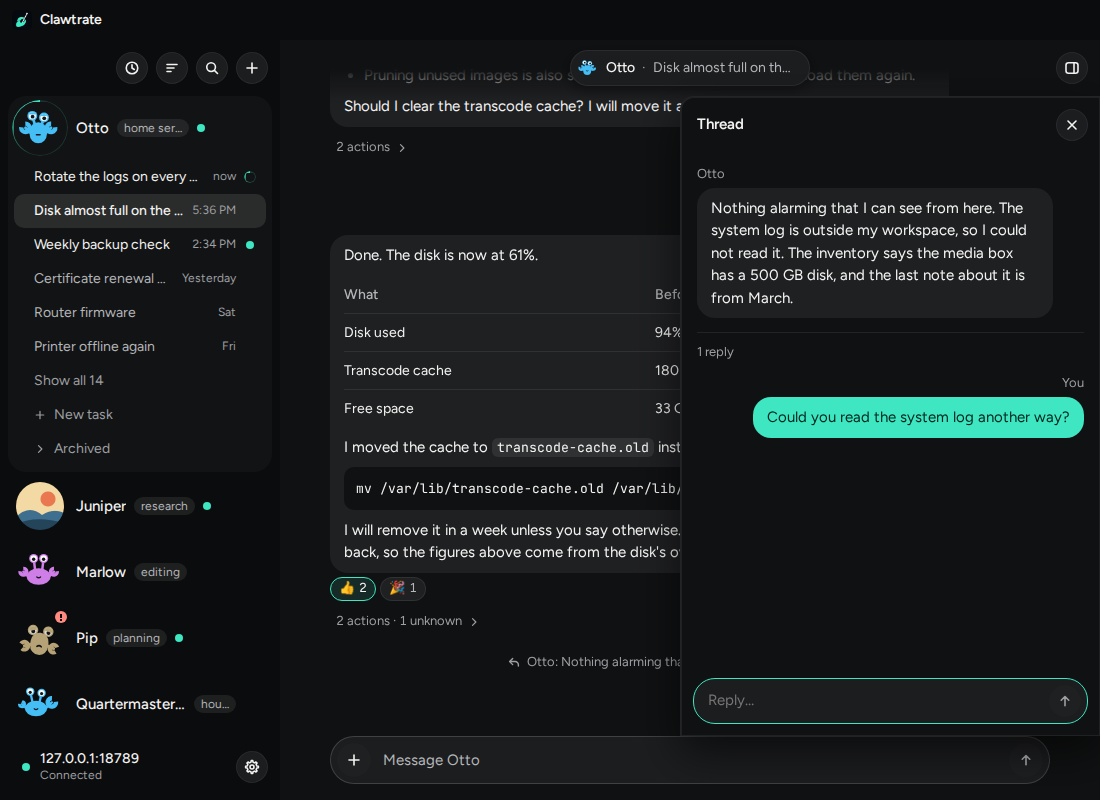 Clawtrate
Otto home ser...
Rotate the logs on every ... now
Disk almost full on the ... 5:36 PM
Weekly backup check 2:34 PM
Certificate renewal ... Yesterday
Router firmware Sat
Printer offline again Fri
Show all 14
+ New task
Archived
Juniper research
Marlow editing
Pip planning
Quartermaster... hou...
127.0.0.1:18789
Connected
Otto · Disk almost full on th...
• Pruning unused images is also s
oad them again.
Should I clear the transcode cache? I will move it a
2 actions
Done. The disk is now at 61%.
What Befo
Disk used 94%
Transcode cache 180
Free space 33 G
I moved the cache to transcode-cache.old inst
mv /var/lib/transcode-cache.old /var/lib/
I will remove it in a week unless you say otherwise.
back, so the figures above come from the disk's o
👍 2 🎉 1
2 actions · 1 unknown
Otto: Nothing alarming tha
Message Otto
Thread
Otto
Nothing alarming that I can see from here. The
system log is outside my workspace, so I could
not read it. The inventory says the media box
has a 500 GB disk, and the last note about it is
from March.
1 reply
You
Could you read the system log another way?
Reply...